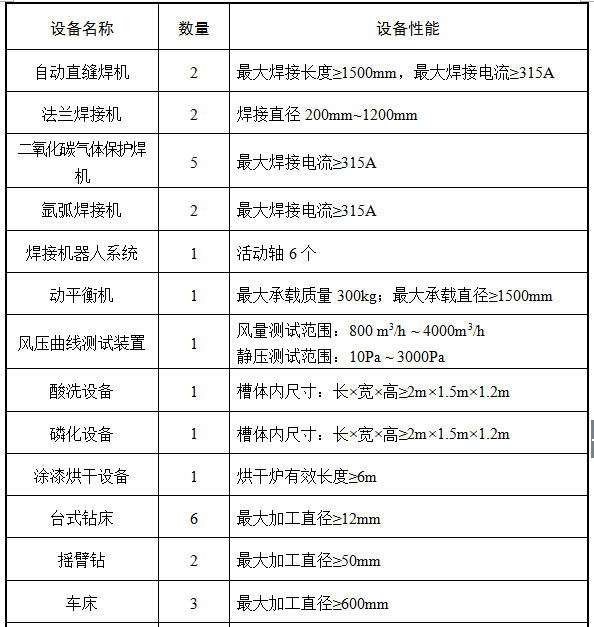 设备名称 数量 设备性能
自动直缝焊机 2 最大焊接长度≥1500mm，最大焊接电流≥315A
法兰焊接机 2 焊接直径 200mm~1200mm
二氧化碳气体保护焊
机 5 最大焊接电流≥315A
氩弧焊接机 2 最大焊接电流≥315A
焊接机器人系统 1 活动轴 6 个
动平衡机 1 最大承载质量 300kg；最大承载直径≥1500mm
风压曲线测试装置 1 风量测试范围：800 m³/h ~ 4000m³/h
静压测试范围：10Pa ~ 3000Pa
酸洗设备 1 槽体内尺寸：长×宽×高≥2m×1.5m×1.2m
磷化设备 1 槽体内尺寸：长×宽×高≥2m×1.5m×1.2m
涂漆烘干设备 1 烘干炉有效长度≥6m
台式钻床 6 最大加工直径≥12mm
摇臂钻 2 最大加工直径≥50mm
车床 3 最大加工直径≥600mm